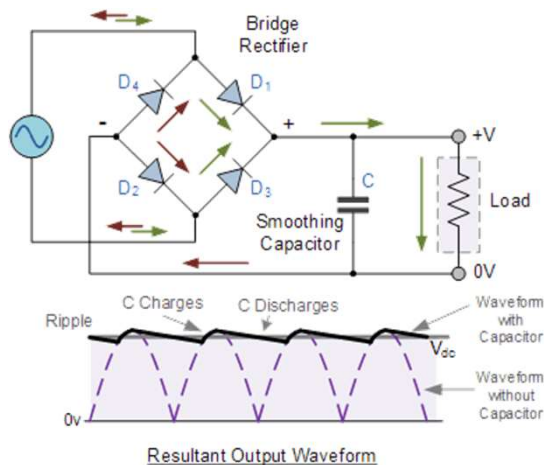 Bridge
Rectifier
D4
D1
-
+
+V
D2
D3
C
Smoothing
Capacitor
Load
0V
C Charges
C Discharges
Waveform
with
Capacitor
Ripple
Vdc
Waveform
without
Capacitor
0v
Resultant Output Waveform